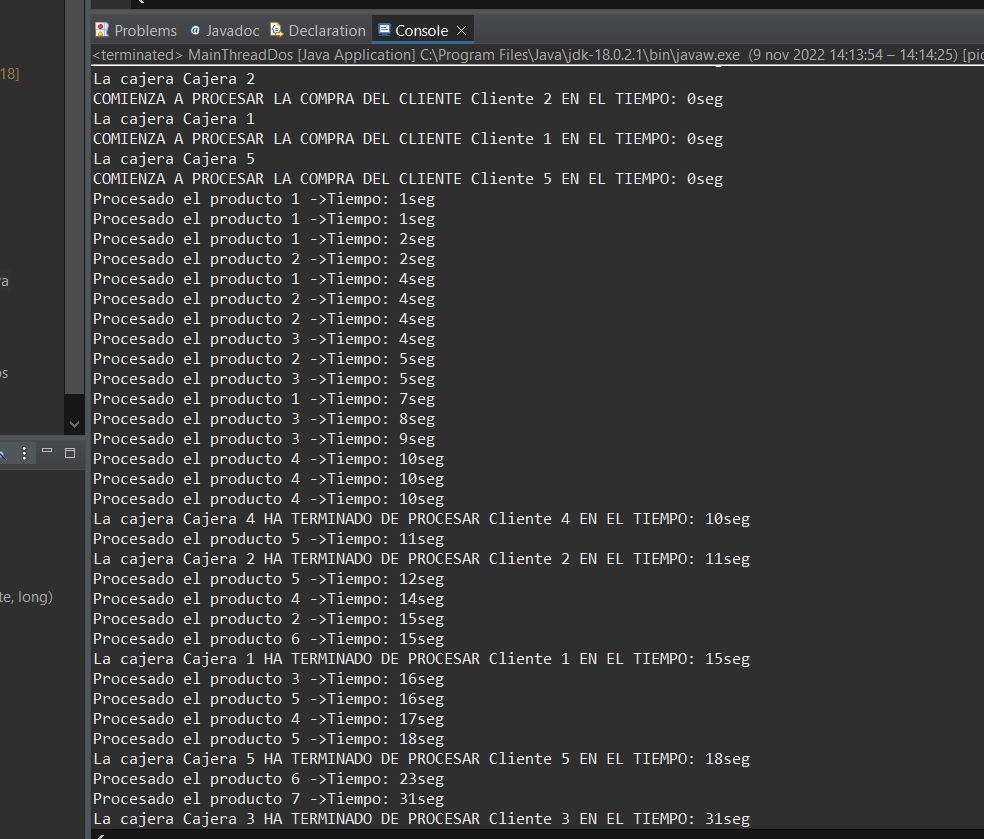 Problems Javadoc Declaration Console
<terminated> MainThreadDos [Java Application] C:\Program Files\Java\jdk-18.0.2.1\bin\javaw.exe (9 nov 2022 14:13:54 – 14:14:25) [pid
18]
La cajera Cajera 2
COMIENZA A PROCESAR LA COMPRA DEL CLIENTE Cliente 2 EN EL TIEMPO: 0seg
La cajera Cajera 1
COMIENZA A PROCESAR LA COMPRA DEL CLIENTE Cliente 1 EN EL TIEMPO: 0seg
La cajera Cajera 5
COMIENZA A PROCESAR LA COMPRA DEL CLIENTE Cliente 5 EN EL TIEMPO: 0seg
Procesado el producto 1 ->Tiempo: 1seg
Procesado el producto 1 ->Tiempo: 1seg
Procesado el producto 1 ->Tiempo: 2seg
Procesado el producto 2 ->Tiempo: 2seg
Procesado el producto 1 ->Tiempo: 4seg
Procesado el producto 2 ->Tiempo: 4seg
Procesado el producto 2 ->Tiempo: 4seg
Procesado el producto 3 ->Tiempo: 4seg
Procesado el producto 2 ->Tiempo: 5seg
Procesado el producto 3 ->Tiempo: 5seg
Procesado el producto 1 ->Tiempo: 7seg
Procesado el producto 3 ->Tiempo: 8seg
Procesado el producto 3 ->Tiempo: 9seg
Procesado el producto 4 ->Tiempo: 10seg
Procesado el producto 4 ->Tiempo: 10seg
Procesado el producto 4 ->Tiempo: 10seg
La cajera Cajera 4 HA TERMINADO DE PROCESAR Cliente 4 EN EL TIEMPO: 10seg
Procesado el producto 5 ->Tiempo: 11seg
La cajera Cajera 2 HA TERMINADO DE PROCESAR Cliente 2 EN EL TIEMPO: 11seg
Procesado el producto 5 ->Tiempo: 12seg
te, long)
Procesado el producto 4 ->Tiempo: 14seg
Procesado el producto 2 ->Tiempo: 15seg
Procesado el producto 6 ->Tiempo: 15seg
La cajera Cajera 1 HA TERMINADO DE PROCESAR Cliente 1 EN EL TIEMPO: 15seg
Procesado el producto 3 ->Tiempo: 16seg
Procesado el producto 5 ->Tiempo: 16seg
Procesado el producto 4 ->Tiempo: 17seg
Procesado el producto 5 ->Tiempo: 18seg
La cajera Cajera 5 HA TERMINADO DE PROCESAR Cliente 5 EN EL TIEMPO: 18seg
Procesado el producto 6 ->Tiempo: 23seg
Procesado el producto 7 ->Tiempo: 31seg
La cajera Cajera 3 HA TERMINADO DE PROCESAR Cliente 3 EN EL TIEMPO: 31seg